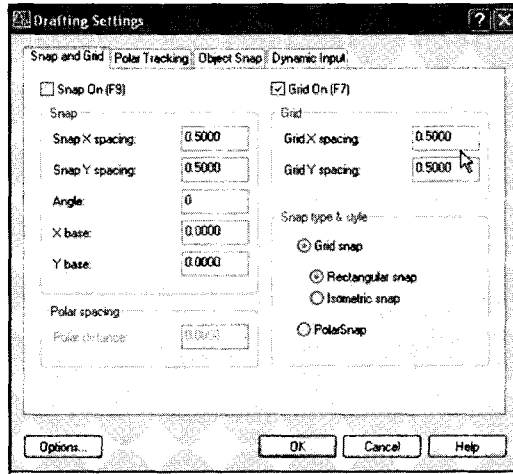 Drafting Settings
Snap and Grid Polar Tracking Object Snap Dynamic Input
Snap On (F9)
Snap
Snap X spacing: 0.5000
Snap Y spacing: 0.5000
Angle: 0
X base: 0.0000
Y base: 0.0000
Polar spacing
Polar distance: 0.0000
Grid On (F7)
Grid
Grid X spacing: 0.5000
Grid Y spacing: 0.5000
Snap type & style
Grid snap
Rectangular snap
Isometric snap
PolarSnap
Options... OK Cancel Help